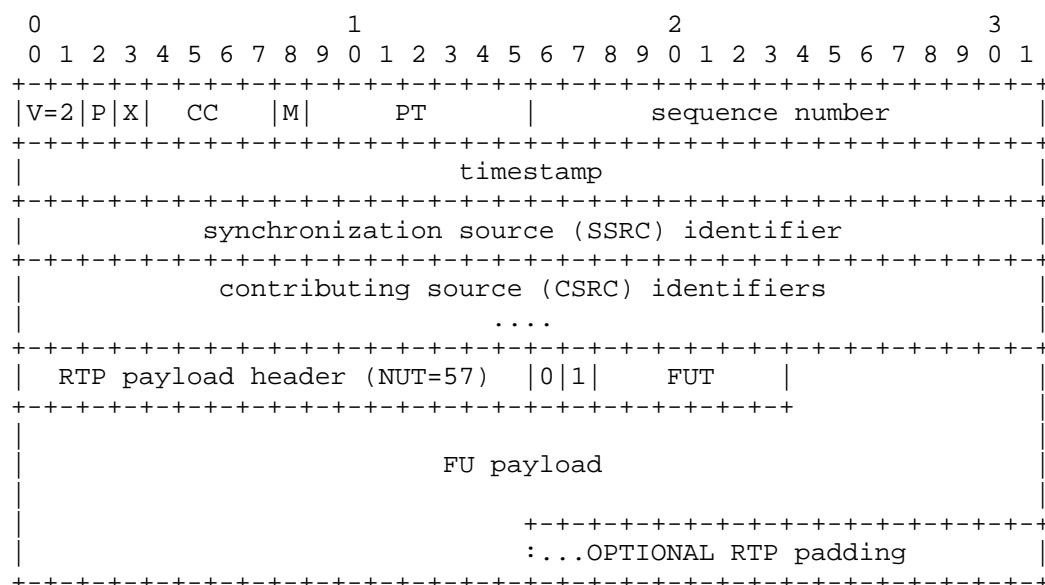 0                   1                   2                   3
0 1 2 3 4 5 6 7 8 9 0 1 2 3 4 5 6 7 8 9 0 1 2 3 4 5 6 7 8 9 0 1
+-+-+-+-+-+-+-+-+-+-+-+-+-+-+-+-+-+-+-+-+-+-+-+-+-+-+-+-+-+-+-+-+
|V=2|P|X|  CC   |M|     PT      |       sequence number         |
+-+-+-+-+-+-+-+-+-+-+-+-+-+-+-+-+-+-+-+-+-+-+-+-+-+-+-+-+-+-+-+-+
|                           timestamp                           |
+-+-+-+-+-+-+-+-+-+-+-+-+-+-+-+-+-+-+-+-+-+-+-+-+-+-+-+-+-+-+-+-+
|           synchronization source (SSRC) identifier            |
+-+-+-+-+-+-+-+-+-+-+-+-+-+-+-+-+-+-+-+-+-+-+-+-+-+-+-+-+-+-+-+-+
|            contributing source (CSRC) identifiers             |
|                             ....                              |
+-+-+-+-+-+-+-+-+-+-+-+-+-+-+-+-+-+-+-+-+-+-+-+-+-+-+-+-+-+-+-+-+
|  RTP payload header (NUT=57)  |0|1|    FUT    |               |
+-+-+-+-+-+-+-+-+-+-+-+-+-+-+-+-+-+-+-+-+-+-+-+-+               |
|                                                               |
|                          FU payload                           |
|                                                               |
|                               +-+-+-+-+-+-+-+-+-+-+-+-+-+-+-+-+
|                               :...OPTIONAL RTP padding        |
+-+-+-+-+-+-+-+-+-+-+-+-+-+-+-+-+-+-+-+-+-+-+-+-+-+-+-+-+-+-+-+-+